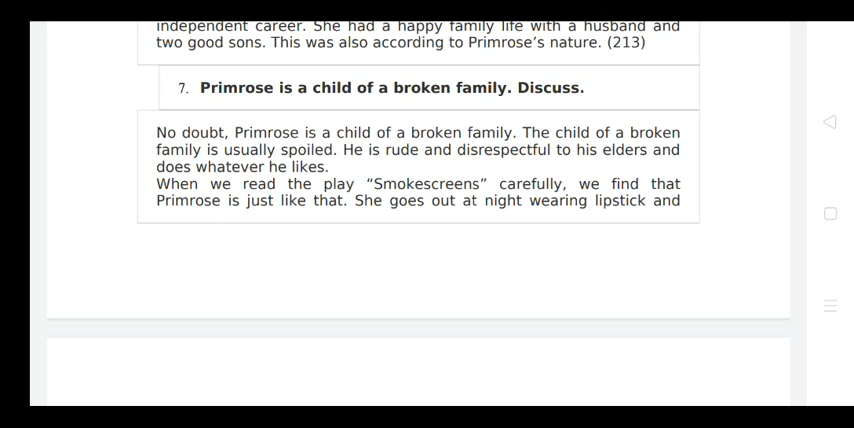 independent career. She had a happy family life with a husband and
two good sons. This was also according to Primrose’s nature. (213)
7. Primrose is a child of a broken family. Discuss.
No doubt, Primrose is a child of a broken family. The child of a broken
family is usually spoiled. He is rude and disrespectful to his elders and
does whatever he likes.
When we read the play “Smokescreens” carefully, we find that
Primrose is just like that. She goes out at night wearing lipstick and